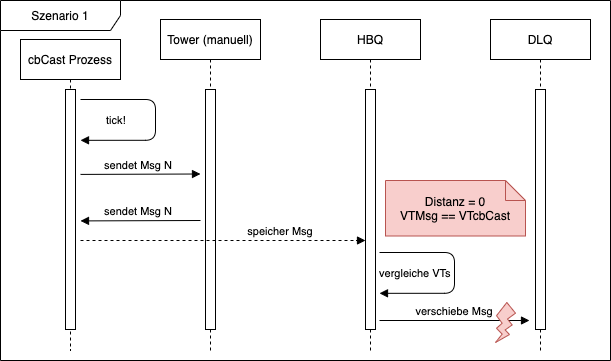 Szenario 1
cbCast Prozess
Tower (manuell)
HBQ
DLQ
tick!
sendet Msg N
sendet Msg N
speicher Msg
Distanz = 0
VTMsg == VTcbCast
vergleiche VTs
verschiebe Msg